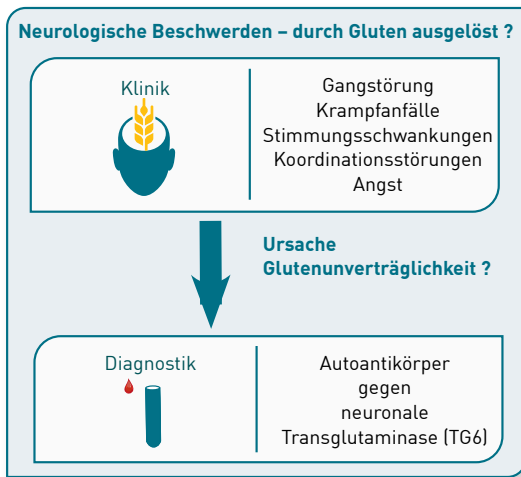 Neurologische Beschwerden – durch Gluten ausgelöst ?
Klinik
Gangstörung
Krampfanfälle
Stimmungsschwankungen
Koordinationsstörungen
Angst
Ursache
Glutenunverträglichkeit ?
Diagnostik
Autoantikörper
gegen
neuronale
Transglutaminase (TG6)